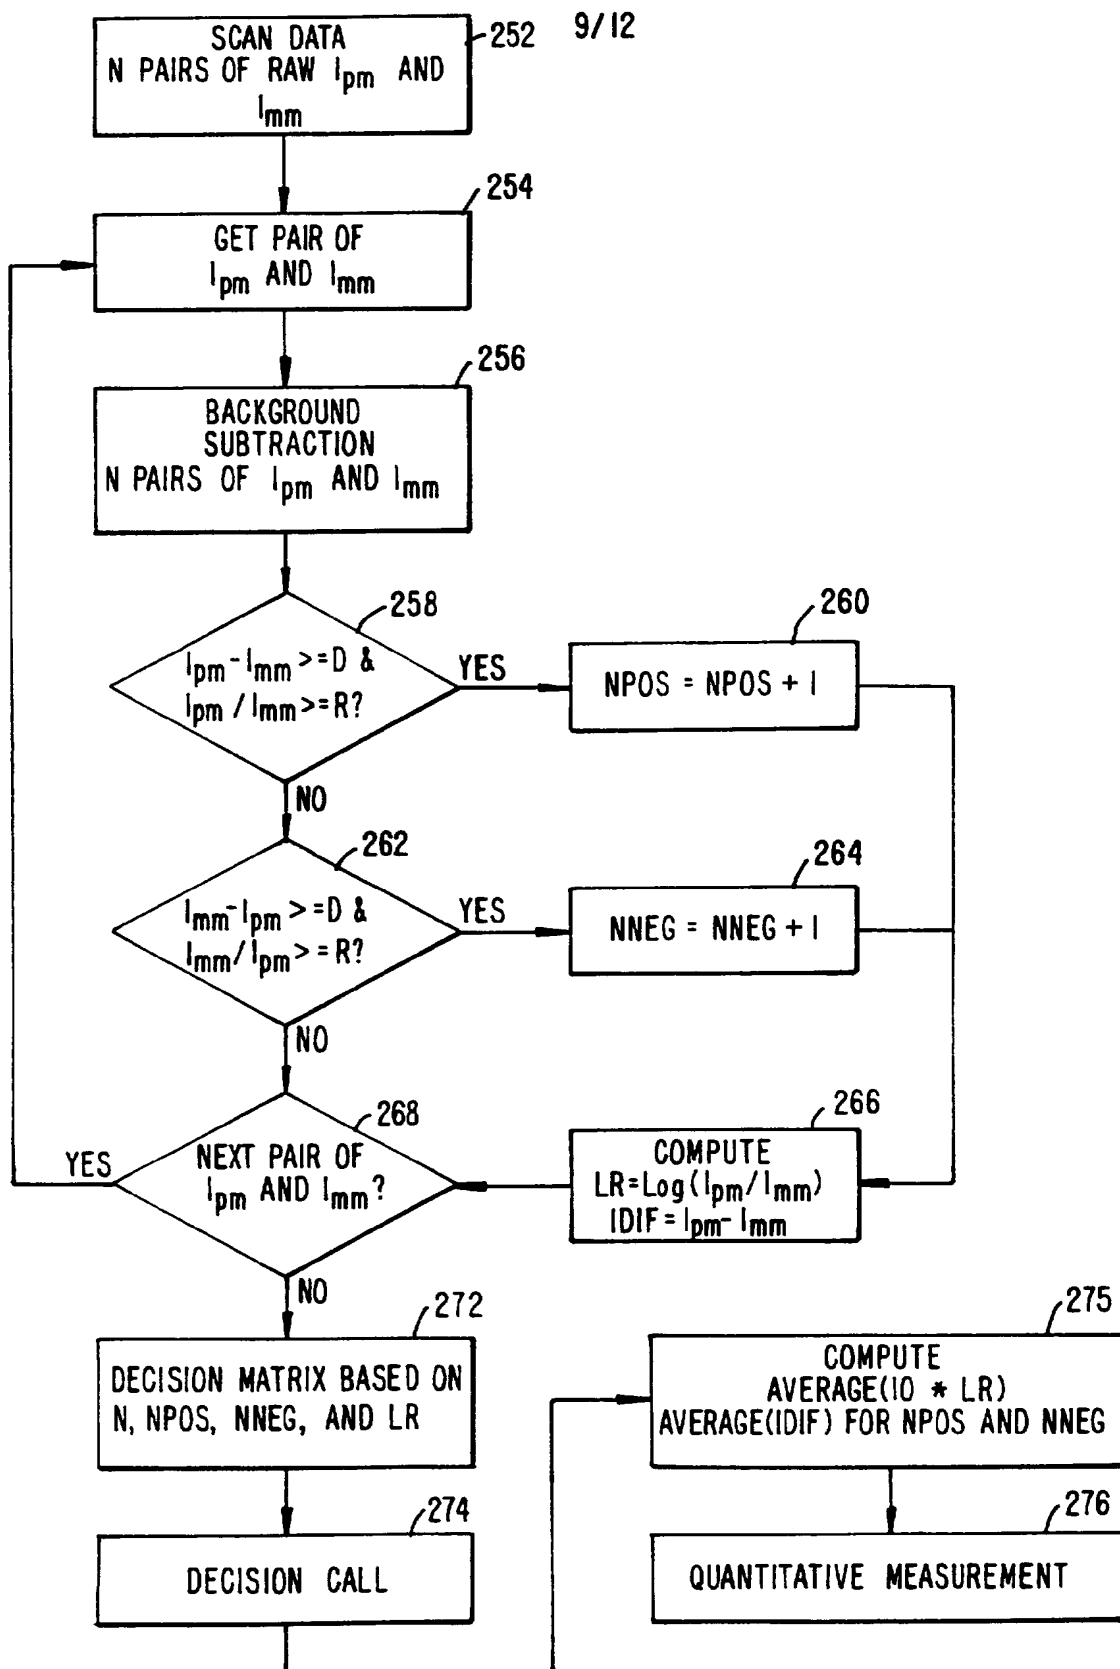 9/12
252
SCAN DATA
N PAIRS OF RAW Ipm AND
Imm
254
GET PAIR OF
Ipm AND Imm
256
BACKGROUND
SUBTRACTION
N PAIRS OF Ipm AND Imm
258
Ipm-Imm>=D &
Ipm/Imm>=R?
YES
260
NPOS = NPOS + 1
NO
262
Imm-Ipm>=D &
Imm/Ipm>=R?
YES
264
NNEG = NNEG + 1
NO
268
NEXT PAIR OF
Ipm AND Imm?
YES
266
COMPUTE
LR=Log(Ipm/Imm)
IDIF=Ipm-Imm
NO
272
DECISION MATRIX BASED ON
N, NPOS, NNEG, AND LR
274
DECISION CALL
275
COMPUTE
AVERAGE(10 * LR)
AVERAGE(IDIF) FOR NPOS AND NNEG
276
QUANTITATIVE MEASUREMENT